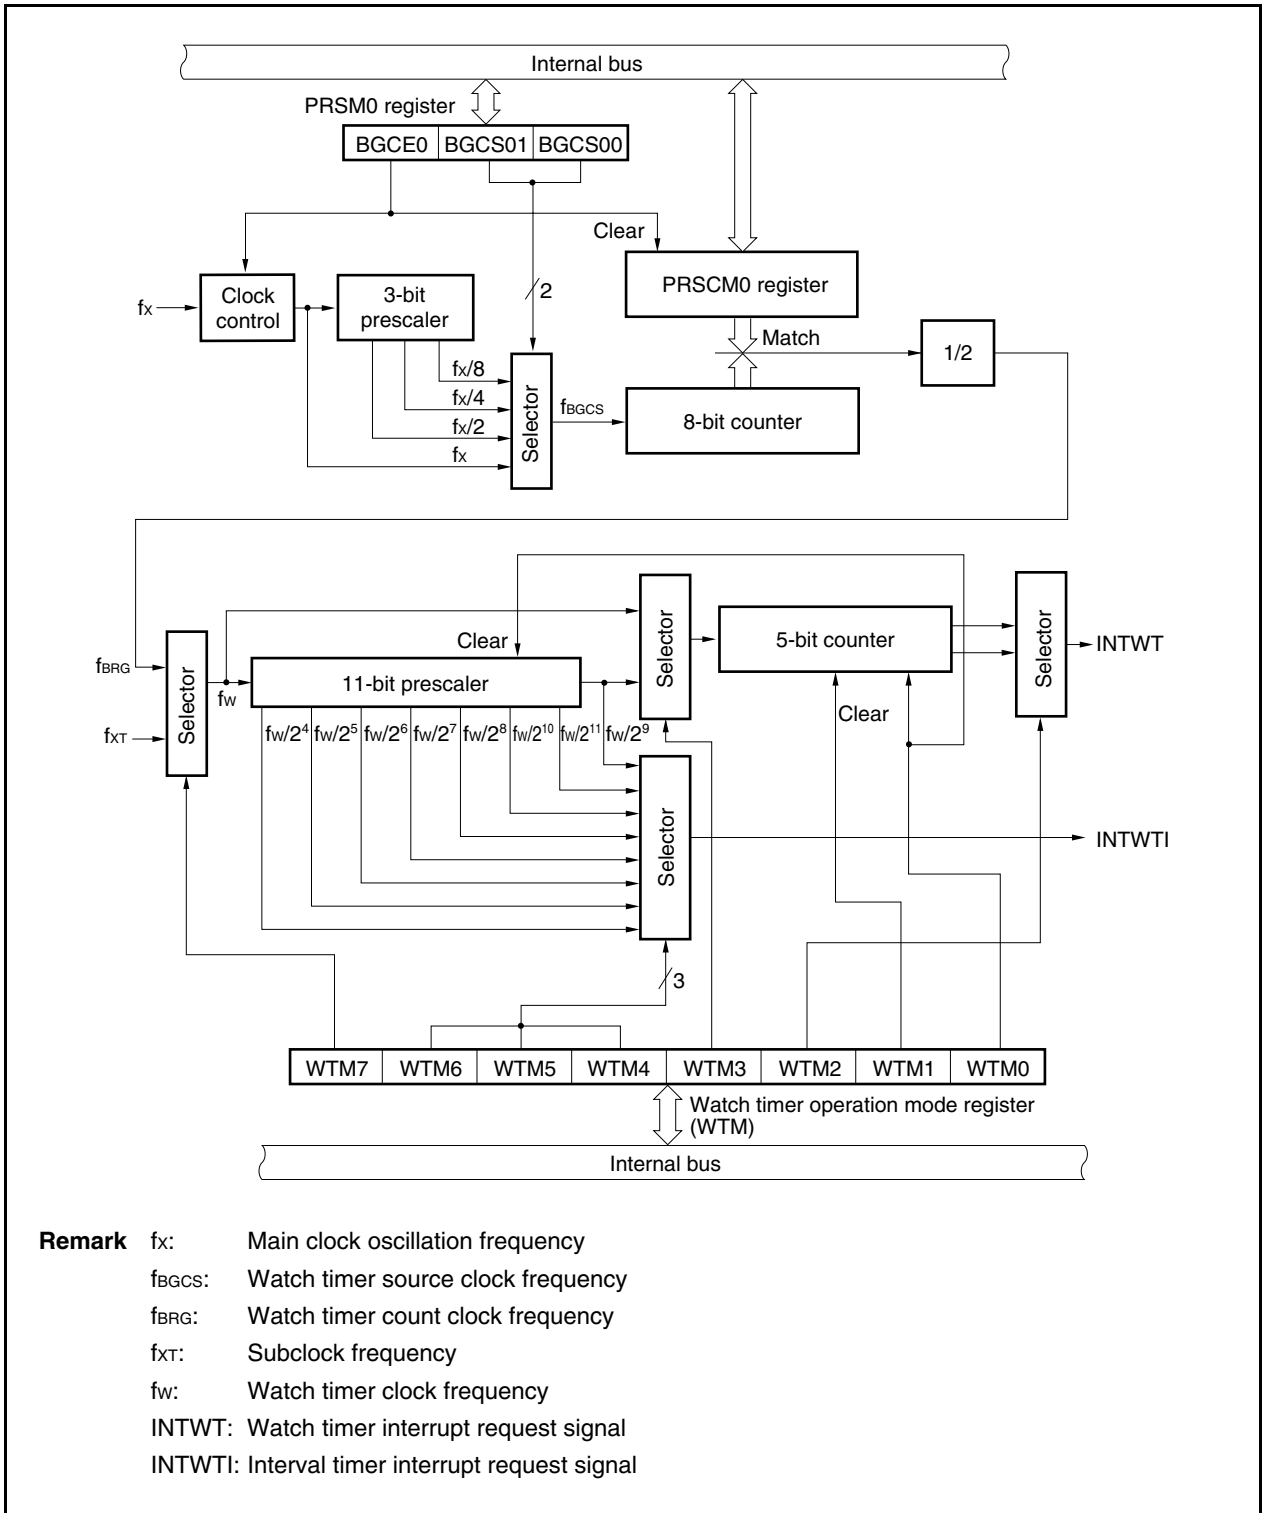 Internal bus
PRSM0 register
BGCE0 BGCS01 BGCS00
Clear
PRSCM0 register
fX
Clock
control
3-bit
prescaler
2
Match
1/2
fX/8
fX/4
fX/2
fX
Selector
fBGCS
8-bit counter
Selector
5-bit counter
Selector
INTWT
Clear
fBRG
Selector
fW
11-bit prescaler
fXT
fW/2⁴ fW/2⁵ fW/2⁶ fW/2⁷ fW/2⁸ fW/2¹⁰ fW/2¹¹ fW/2⁹
Clear
Selector
INTWTI
3
WTM7 WTM6 WTM5 WTM4 WTM3 WTM2 WTM1 WTM0
Watch timer operation mode register
(WTM)
Internal bus
Remark fX: Main clock oscillation frequency
fBGCS: Watch timer source clock frequency
fBRG: Watch timer count clock frequency
fXT: Subclock frequency
fW: Watch timer clock frequency
INTWT: Watch timer interrupt request signal
INTWTI: Interval timer interrupt request signal